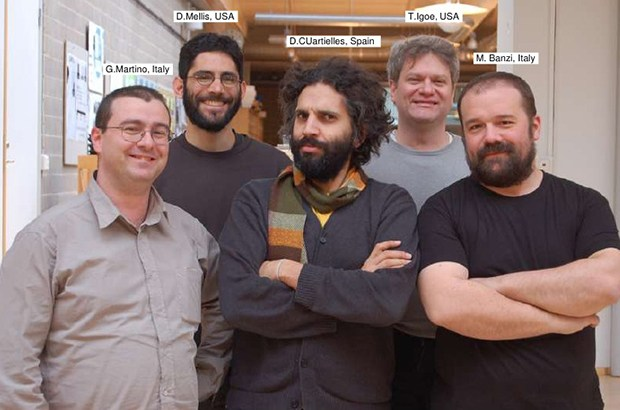 D.Mellis, USA
T.Igoe, USA
D.CUartielles, Spain
M. Banzi, Italy
G.Martino, Italy